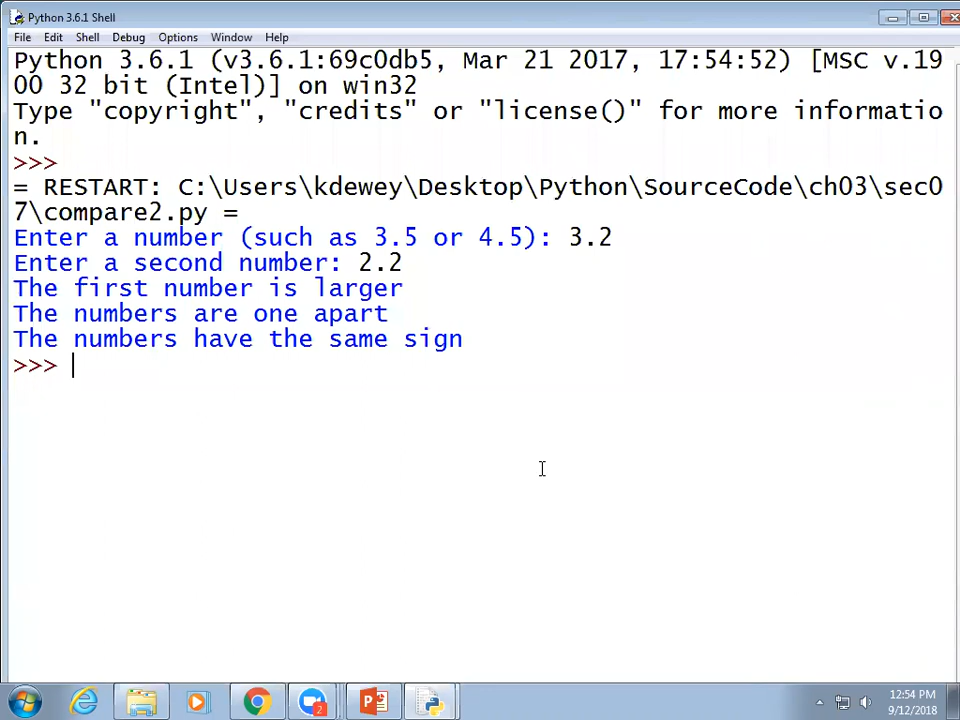 Python 3.6.1 Shell
File Edit Shell Debug Options Window Help
Python 3.6.1 (v3.6.1:69c0db5, Mar 21 2017, 17:54:52) [MSC v.19
00 32 bit (Intel)] on win32
Type "copyright", "credits" or "license()" for more informatio
n.
>>>
= RESTART: C:\Users\kdewey\Desktop\Python\SourceCode\ch03\sec0
7\compare2.py =
Enter a number (such as 3.5 or 4.5): 3.2
Enter a second number: 2.2
The first number is larger
The numbers are one apart
The numbers have the same sign
>>>
2
12:54 PM
9/12/2018